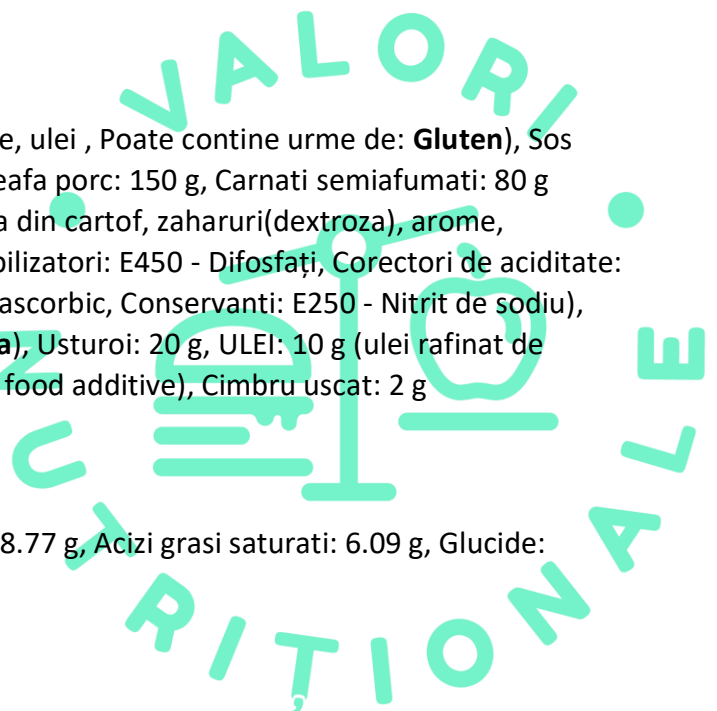 VALORI
e, ulei , Poate contine urme de: Gluten), Sos
eafa porc: 150 g, Carnati semiafumati: 80 g
a din cartof, zaharuri(dextroza), arome,
bilizatori: E450 - Difosfați, Corectori de aciditate:
ascorbic, Conservanti: E250 - Nitrit de sodiu),
a), Usturoi: 20 g, ULEI: 10 g (ulei rafinat de
food additive), Cimbru uscat: 2 g
8.77 g, Acizi grasi saturati: 6.09 g, Glucide:
NUTRITIONALE